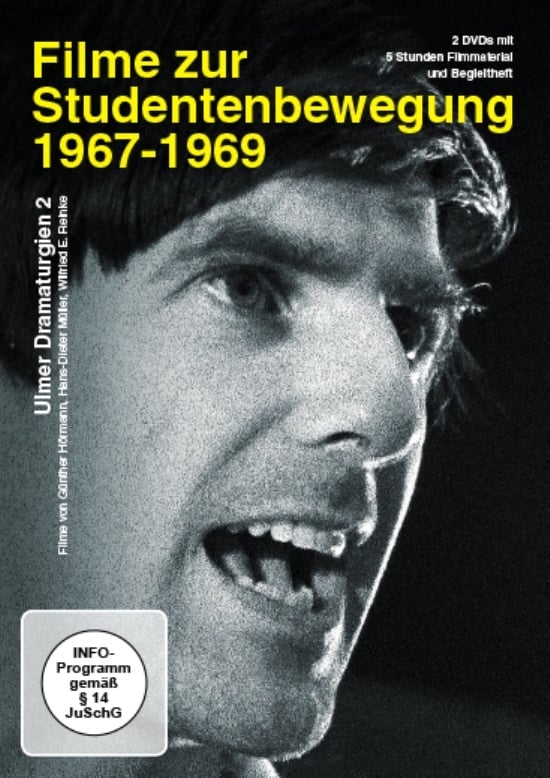 2 DVDs mit
5 Stunden Filmmaterial
und Begleitheft
Filme zur
Studentenbewegung
1967-1969
Ulmer Dramaturgien 2
Filme von Günther Hörmann, Hans-Dieter Müller, Wilfried E. Reinke
INFO-
Programm
gemäß
§ 14
JuSchG